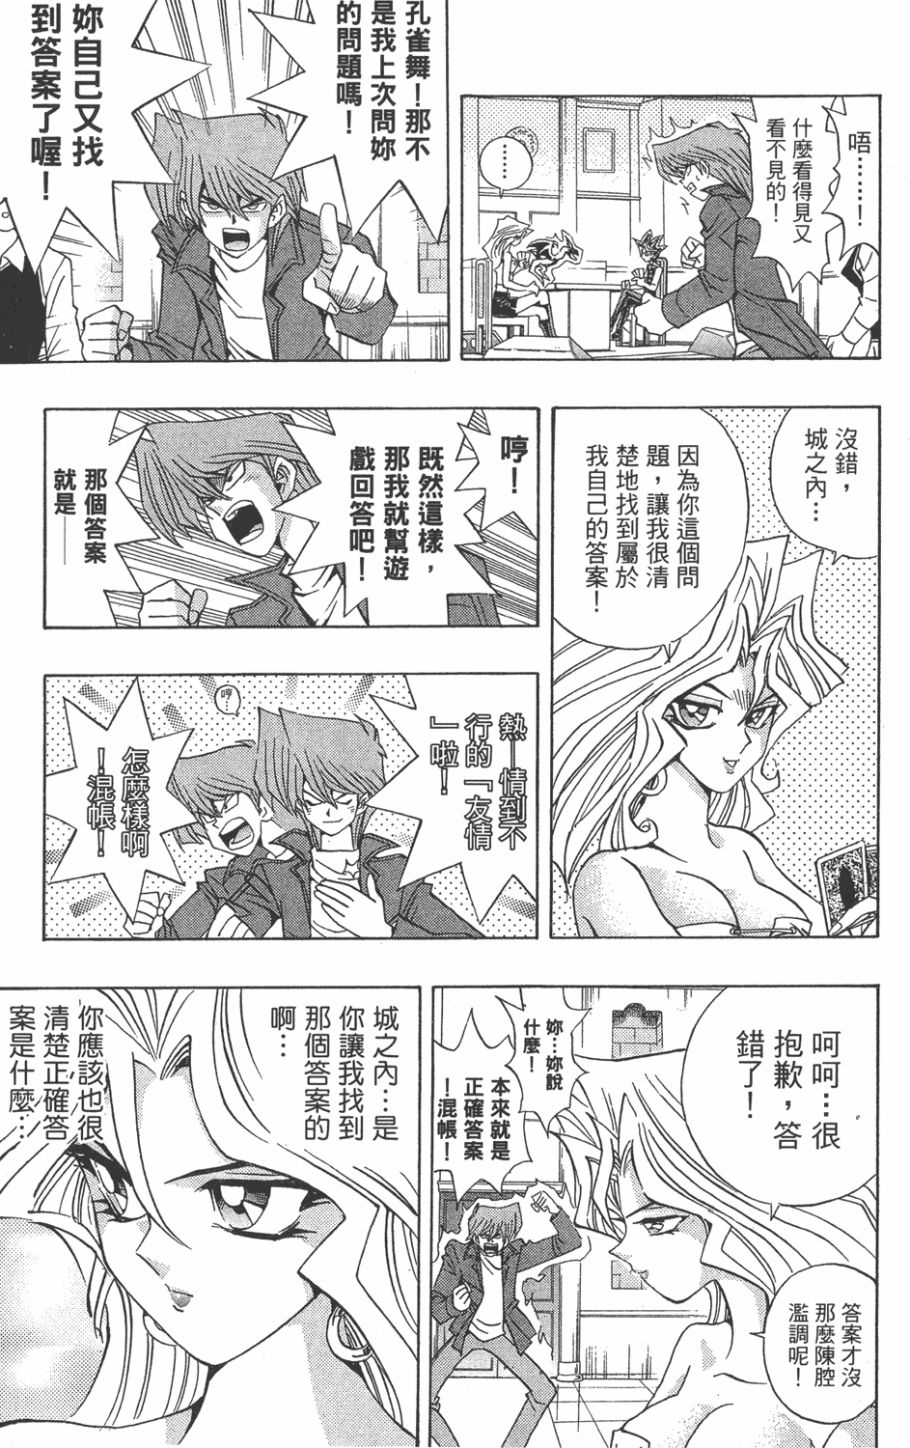 唔……！
什麼看得見又
看不見的！
……
孔雀舞！那不
是我上次問妳
的問題嗎！
妳自己又找
到答案了喔！
沒錯，
城之內…
因為你這個問
題，讓我很清
楚地找到屬於
我自己的答案！
哼！
既然這樣，
那我就幫遊
戲回答吧！
那個答案
就是——
熱—情到不
行的「友情
」啦！
哼
怎麼樣啊
！混帳！
呵呵…很
抱歉，答
錯了！
妳…妳說
什麼！
本來就是
正確答案
！混帳！
答案才沒
那麼陳腔
濫調呢！
城之內…是
你讓我找到
那個答案的
啊…
你應該也很
清楚正確答
案是什麼…